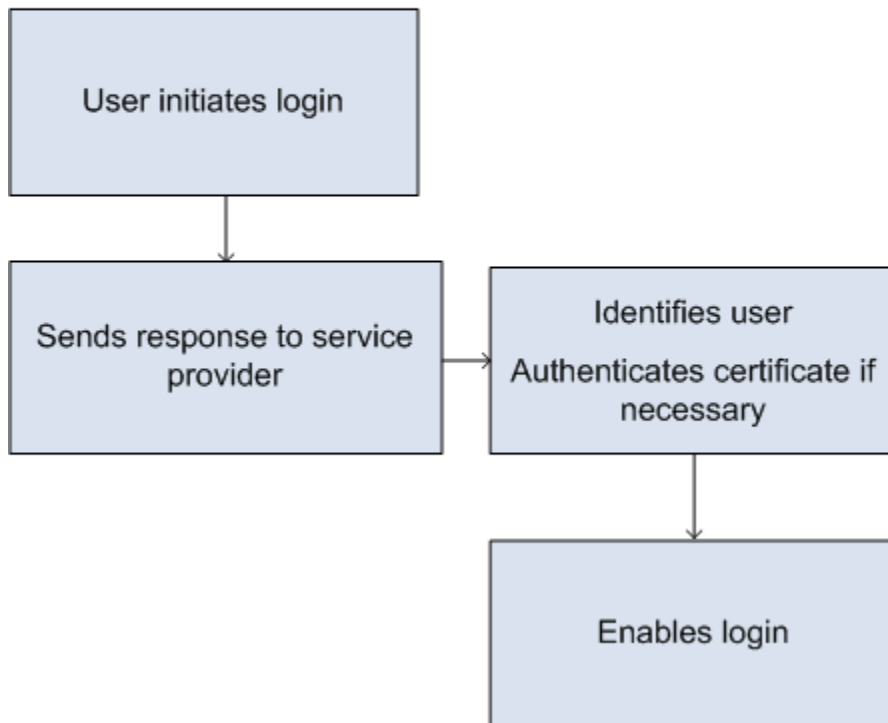 User initiates login
Sends response to service
provider
Identifies user
Authenticates certificate if
necessary
Enables login